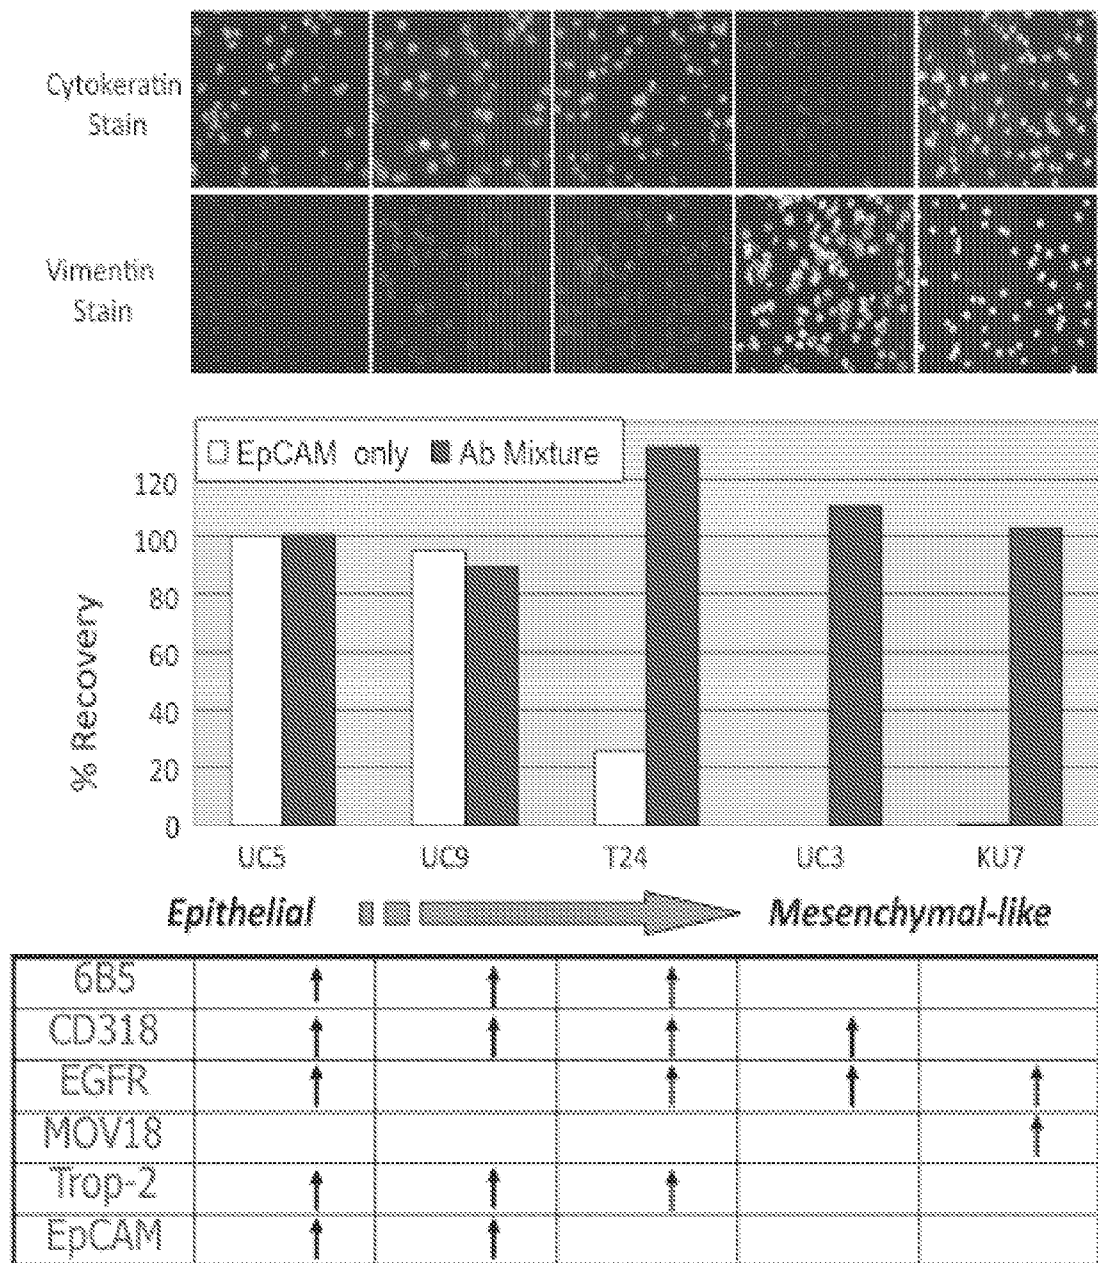 Cytokeratin
Stain
Vimentin
Stain
EpCAM only Ab Mixture
120
100
80
60
40
20
0
% Recovery
UC5 UC9 T24 UC3 KU7
Epithelial Mesenchymal-like
6B5
CD318
EGFR
MOV18
Trop-2
EpCAM